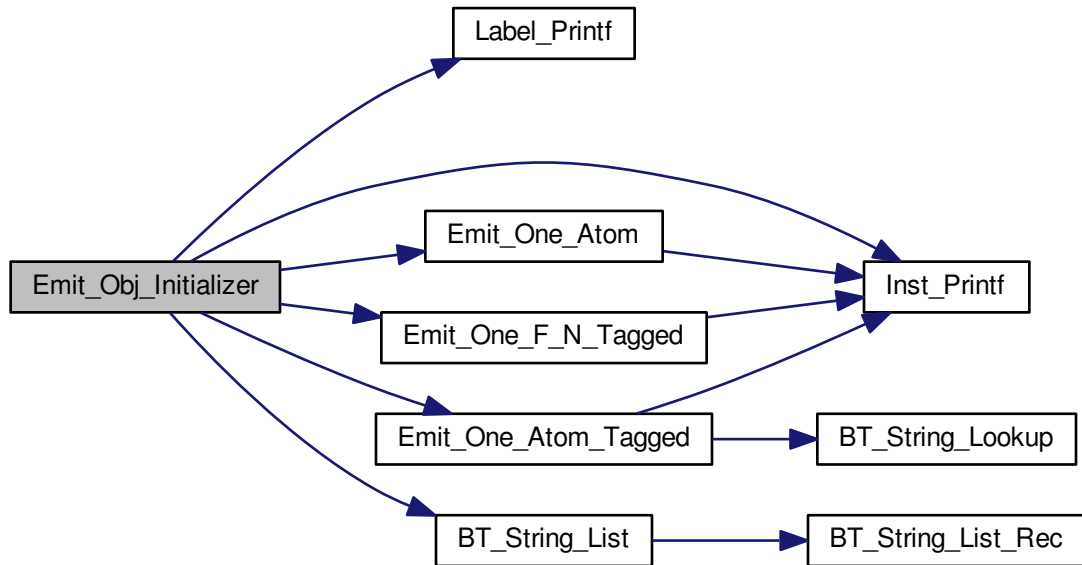 Label_Printf
Emit_One_Atom
Emit_Obj_Initializer
Inst_Printf
Emit_One_F_N_Tagged
Emit_One_Atom_Tagged
BT_String_Lookup
BT_String_List
BT_String_List_Rec